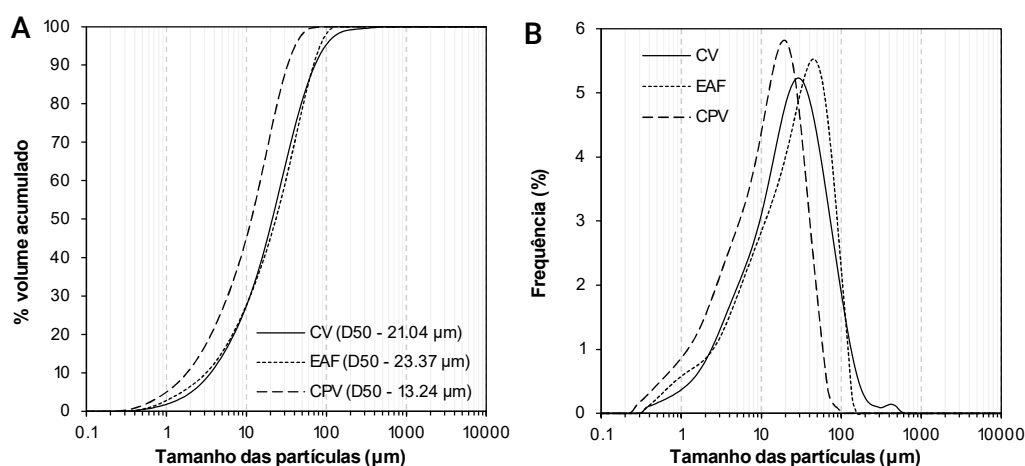 A
% volume acumulado
100
90
80
70
60
50
40
30
20
10
0
CV (D50 - 21.04 µm)
EAF (D50 - 23.37 µm)
CPV (D50 - 13.24 µm)
0.1 1 10 100 1000 10000
Tamanho das partículas (µm)
B
Frequência (%)
6
5
4
3
2
1
0
CV
EAF
CPV
0.1 1 10 100 1000 10000
Tamanho das partículas (µm)